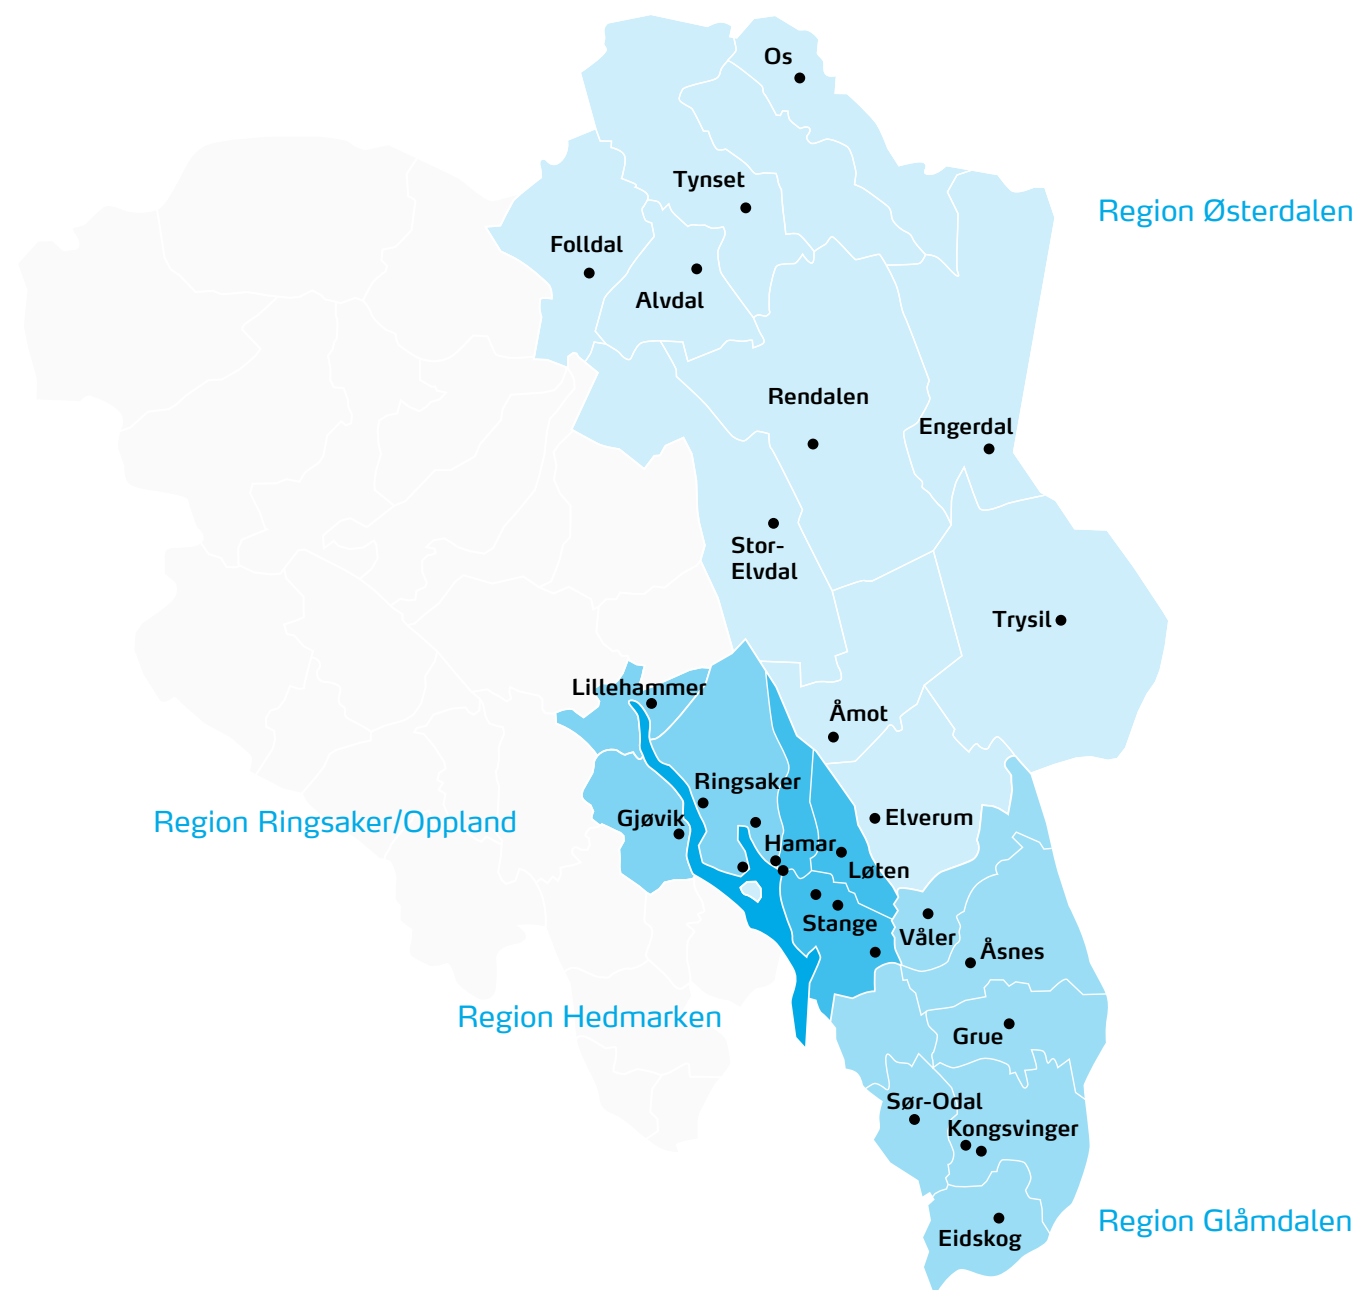 Os
Tynset
Region Østerdalen
Folldal
Alvdal
Rendalen
Engerdal
Stor-
Elvdal
Trysil
Lillehammer
Åmot
Ringsaker
Region Ringsaker/Oppland
Gjøvik
Elverum
Hamar
Løten
Stange
Våler
Åsnes
Region Hedmarken
Grue
Sør-Odal
Kongsvinger
Region Glåmdalen
Eidskog